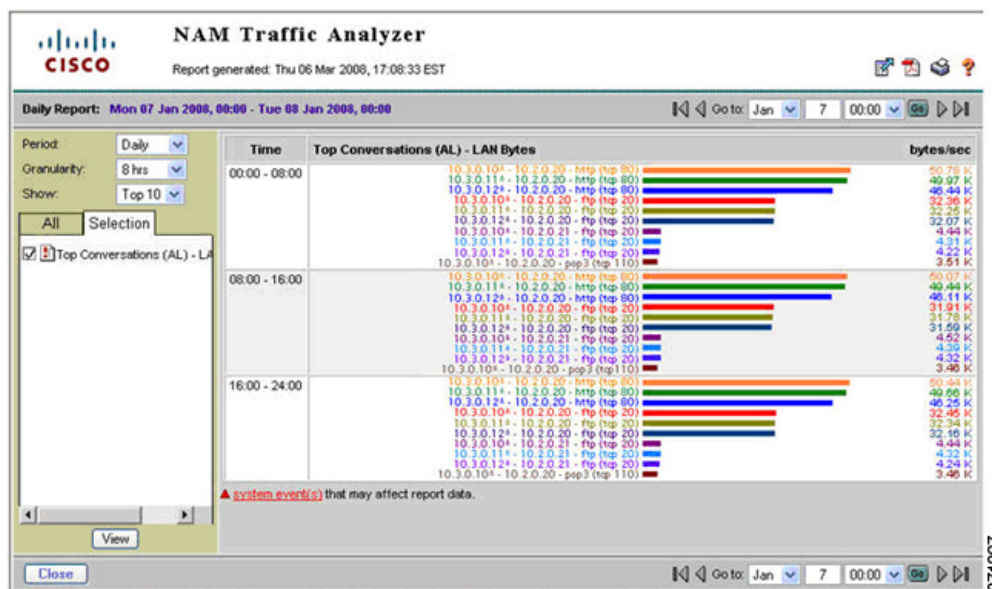 CISCO
NAM Traffic Analyzer
Report generated: Thu 06 Mar 2008, 17:08:33 EST
Daily Report: Mon 07 Jan 2008, 00:00 - Tue 08 Jan 2008, 00:00
Go to: Jan 7 00:00 Go
Period: Daily
Granularity: 8 hrs
Show: Top 10
All Selection
Top Conversations (AL) - LA
View
Time Top Conversations (AL) - LAN Bytes bytes/sec
00:00 - 08:00
10.3.0.10^ - 10.2.0.20 - http (tcp 80) 50.78 K
10.3.0.11^ - 10.2.0.20 - http (tcp 80) 49.97 K
10.3.0.12^ - 10.2.0.20 - http (tcp 80) 46.44 K
10.3.0.10^ - 10.2.0.20 - ftp (tcp 20) 32.36 K
10.3.0.11^ - 10.2.0.20 - ftp (tcp 20) 32.25 K
10.3.0.12^ - 10.2.0.20 - ftp (tcp 20) 32.07 K
10.3.0.10^ - 10.2.0.21 - ftp (tcp 20) 4.44 K
10.3.0.11^ - 10.2.0.21 - ftp (tcp 20) 4.31 K
10.3.0.12^ - 10.2.0.21 - ftp (tcp 20) 4.22 K
10.3.0.10^ - 10.2.0.20 - pop3 (tcp 110) 3.51 K
08:00 - 16:00
10.3.0.10^ - 10.2.0.20 - http (tcp 80) 50.07 K
10.3.0.11^ - 10.2.0.20 - http (tcp 80) 49.44 K
10.3.0.12^ - 10.2.0.20 - http (tcp 80) 46.11 K
10.3.0.10^ - 10.2.0.20 - ftp (tcp 20) 31.91 K
10.3.0.11^ - 10.2.0.20 - ftp (tcp 20) 31.78 K
10.3.0.12^ - 10.2.0.20 - ftp (tcp 20) 31.59 K
10.3.0.10^ - 10.2.0.21 - ftp (tcp 20) 4.52 K
10.3.0.11^ - 10.2.0.21 - ftp (tcp 20) 4.39 K
10.3.0.12^ - 10.2.0.21 - ftp (tcp 20) 4.32 K
10.3.0.10^ - 10.2.0.20 - pop3 (tcp110) 3.46 K
16:00 - 24:00
10.3.0.10^ - 10.2.0.20 - http (tcp 80) 50.44 K
10.3.0.11^ - 10.2.0.20 - http (tcp 80) 49.66 K
10.3.0.12^ - 10.2.0.20 - http (tcp 80) 46.25 K
10.3.0.10^ - 10.2.0.20 - ftp (tcp 20) 32.45 K
10.3.0.11^ - 10.2.0.20 - ftp (tcp 20) 32.34 K
10.3.0.12^ - 10.2.0.20 - ftp (tcp 20) 32.16 K
10.3.0.10^ - 10.2.0.21 - ftp (tcp 20) 4.44 K
10.3.0.11^ - 10.2.0.21 - ftp (tcp 20) 4.32 K
10.3.0.12^ - 10.2.0.21 - ftp (tcp 20) 4.24 K
10.3.0.10^ - 10.2.0.20 - pop3 (tcp 110) 3.46 K
system event(s) that may affect report data.
Close
Go to: Jan 7 00:00 Go